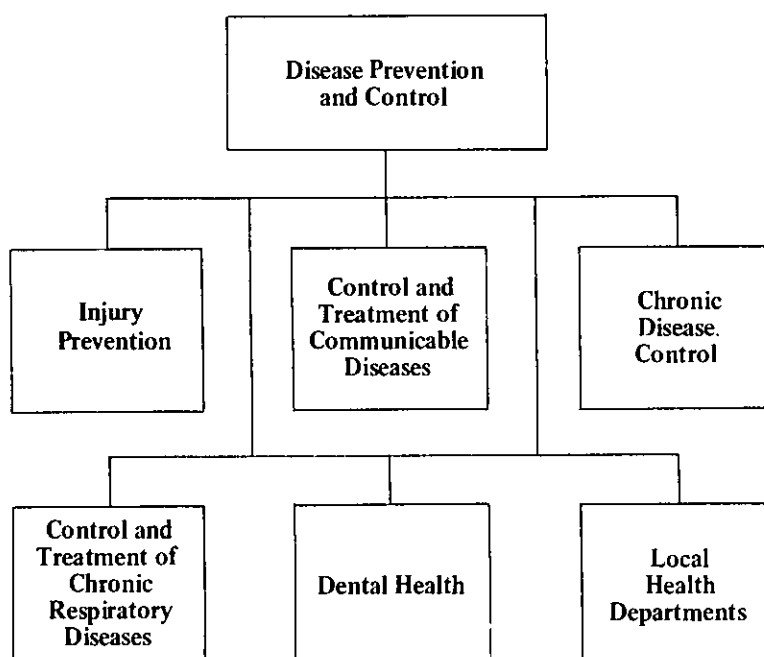 Disease Prevention
and Control
Injury
Prevention
Control and
Treatment of
Communicable
Diseases
Chronic
Disease.
Control
Control and
Treatment of
Chronic
Respiratory
Diseases
Dental Health
Local
Health
Departments